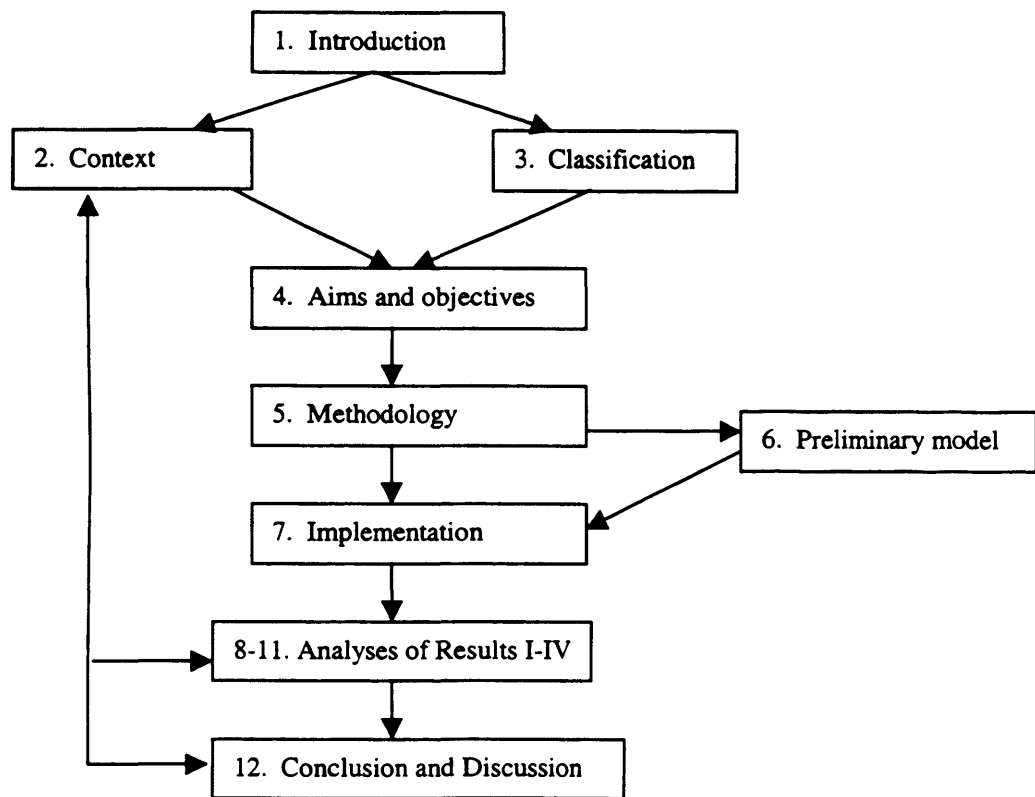 1. Introduction
2. Context
3. Classification
4. Aims and objectives
5. Methodology
6. Preliminary model
7. Implementation
8-11. Analyses of Results I-IV
12. Conclusion and Discussion